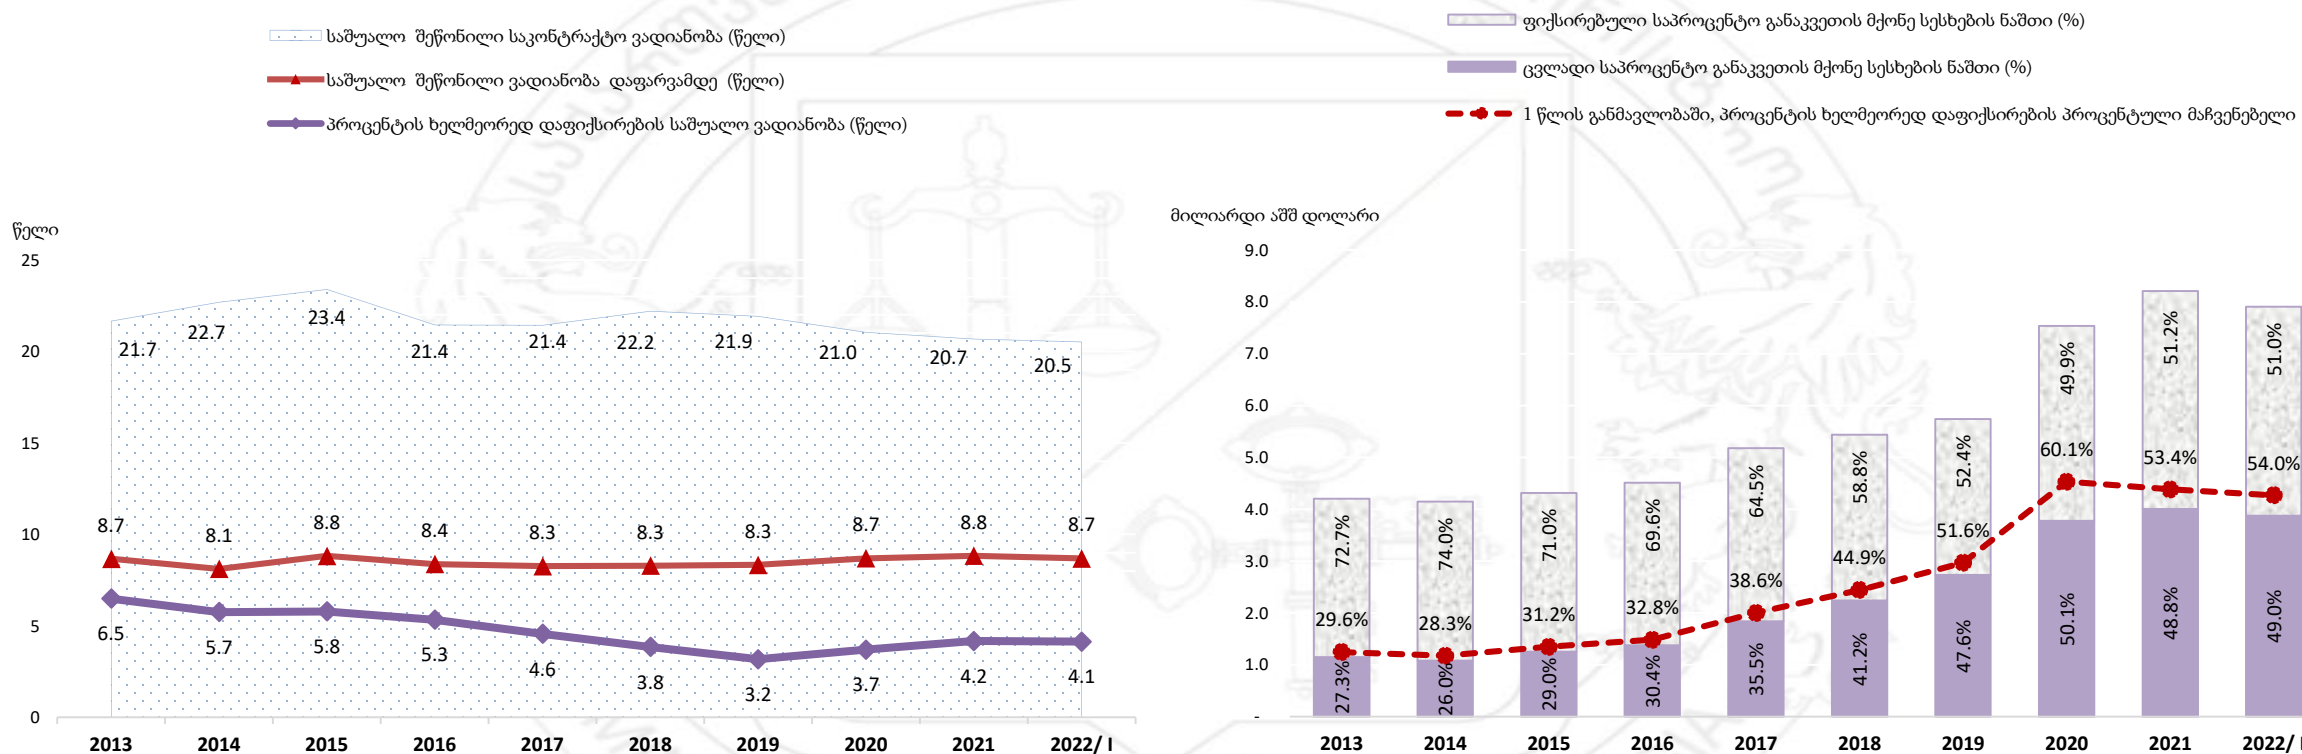 საშუალო შეწონილი საკონტრაქტო ვადიანობა (წელი)
საშუალო შეწონილი ვადიანობა დაფარვამდე (წელი)
პროცენტის ხელმეორედ დაფიქსირების საშუალო ვადიანობა (წელი)
წელი
25
20
15
10
5
0
21.7 22.7 23.4 21.4 21.4 22.2 21.9 21.0 20.7 20.5
8.7 8.1 8.8 8.4 8.3 8.3 8.3 8.7 8.8 8.7
6.5 5.7 5.8 5.3 4.6 3.8 3.2 3.7 4.2 4.1
2013 2014 2015 2016 2017 2018 2019 2020 2021 2022/ I
ფიქსირებული საპროცენტო განაკვეთის მქონე სესხების ნაშთი (%)
ცვლადი საპროცენტო განაკვეთის მქონე სესხების ნაშთი (%)
1 წლის განმავლობაში, პროცენტის ხელმეორედ დაფიქსირების პროცენტული მაჩვენებელი
მილიარდი აშშ დოლარი
9.0
8.0
7.0
6.0
5.0
4.0
3.0
2.0
1.0
-
72.7% 74.0% 71.0% 69.6% 64.5% 58.8% 52.4% 49.9% 51.2% 51.0%
29.6% 28.3% 31.2% 32.8% 38.6% 44.9% 51.6% 60.1% 53.4% 54.0%
27.3% 26.0% 29.0% 30.4% 35.5% 41.2% 47.6% 50.1% 48.8% 49.0%
2013 2014 2015 2016 2017 2018 2019 2020 2021 2022/ I